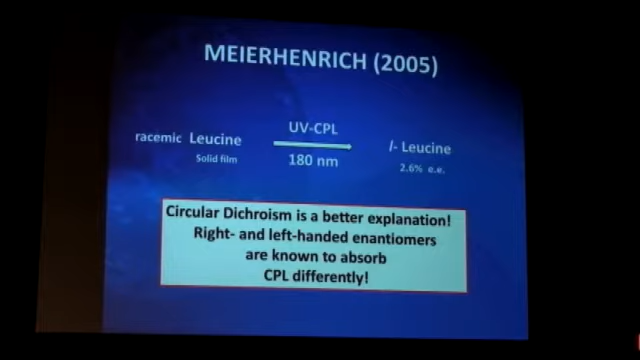 MEIERHENRICH (2005)
racemic Leucine
Solid film
UV-CPL
180 nm
l- Leucine
2.6% e.e.
Circular Dichroism is a better explanation!
Right- and left-handed enantiomers
are known to absorb
CPL differently!